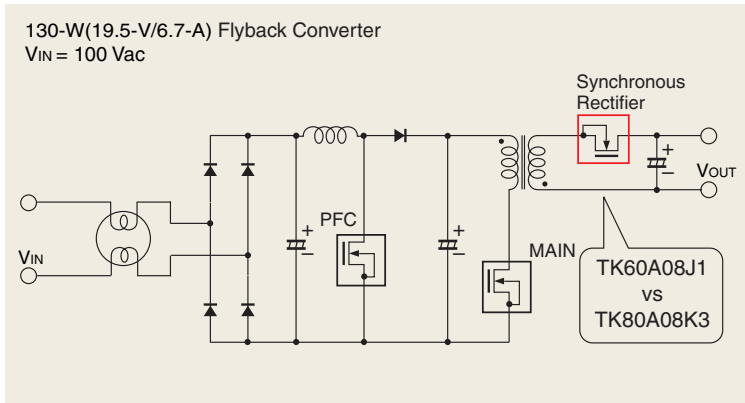 130-W(19.5-V/6.7-A) Flyback Converter
VIN = 100 Vac
Synchronous
Rectifier
+
−
VOUT
PFC
+
−
+
−
MAIN
VIN
TK60A08J1
vs
TK80A08K3